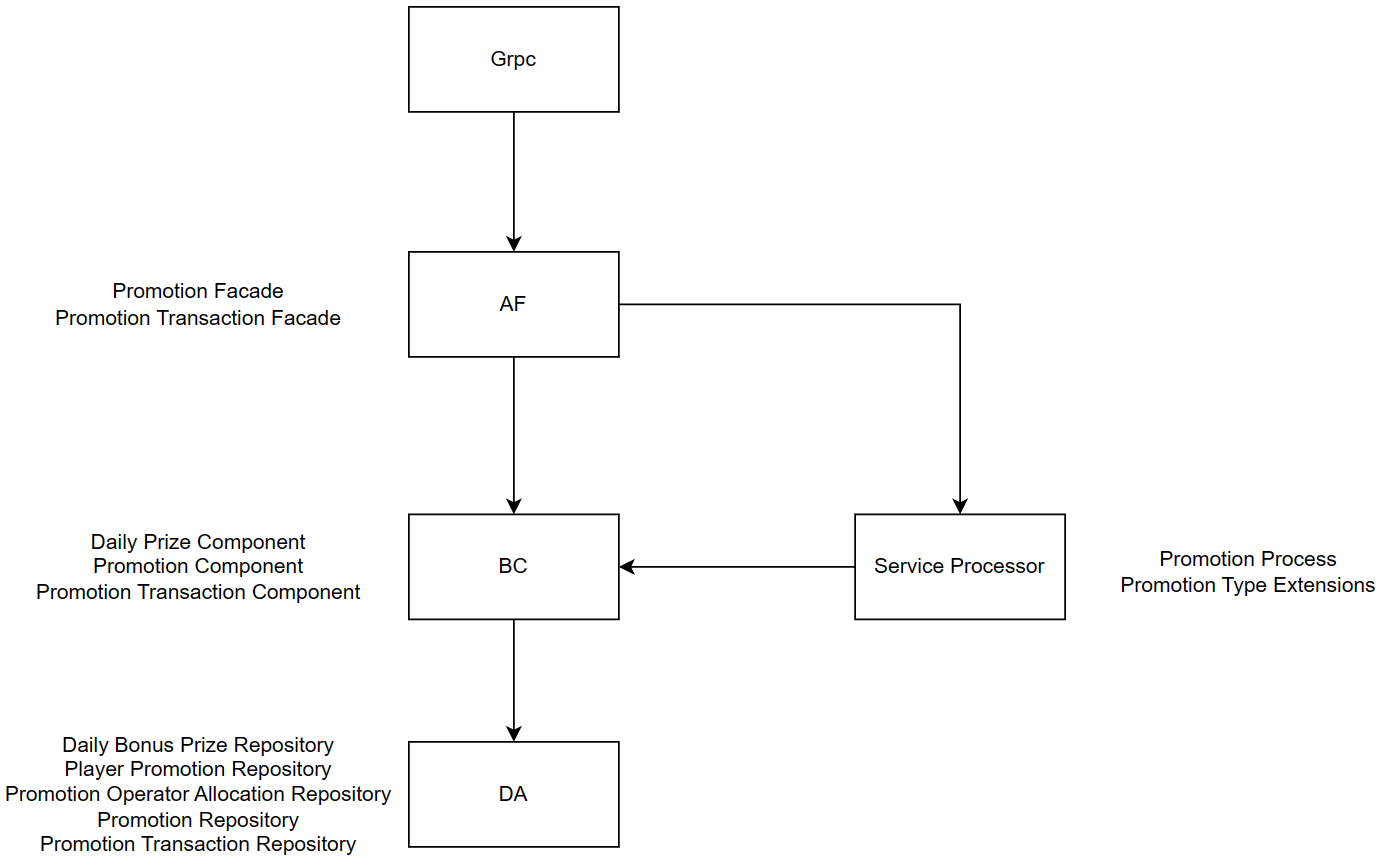 Grpc
Promotion Facade
Promotion Transaction Facade
AF
Daily Prize Component
Promotion Component
Promotion Transaction Component
BC
Service Processor
Promotion Process
Promotion Type Extensions
Daily Bonus Prize Repository
Player Promotion Repository
Promotion Operator Allocation Repository
Promotion Repository
Promotion Transaction Repository
DA